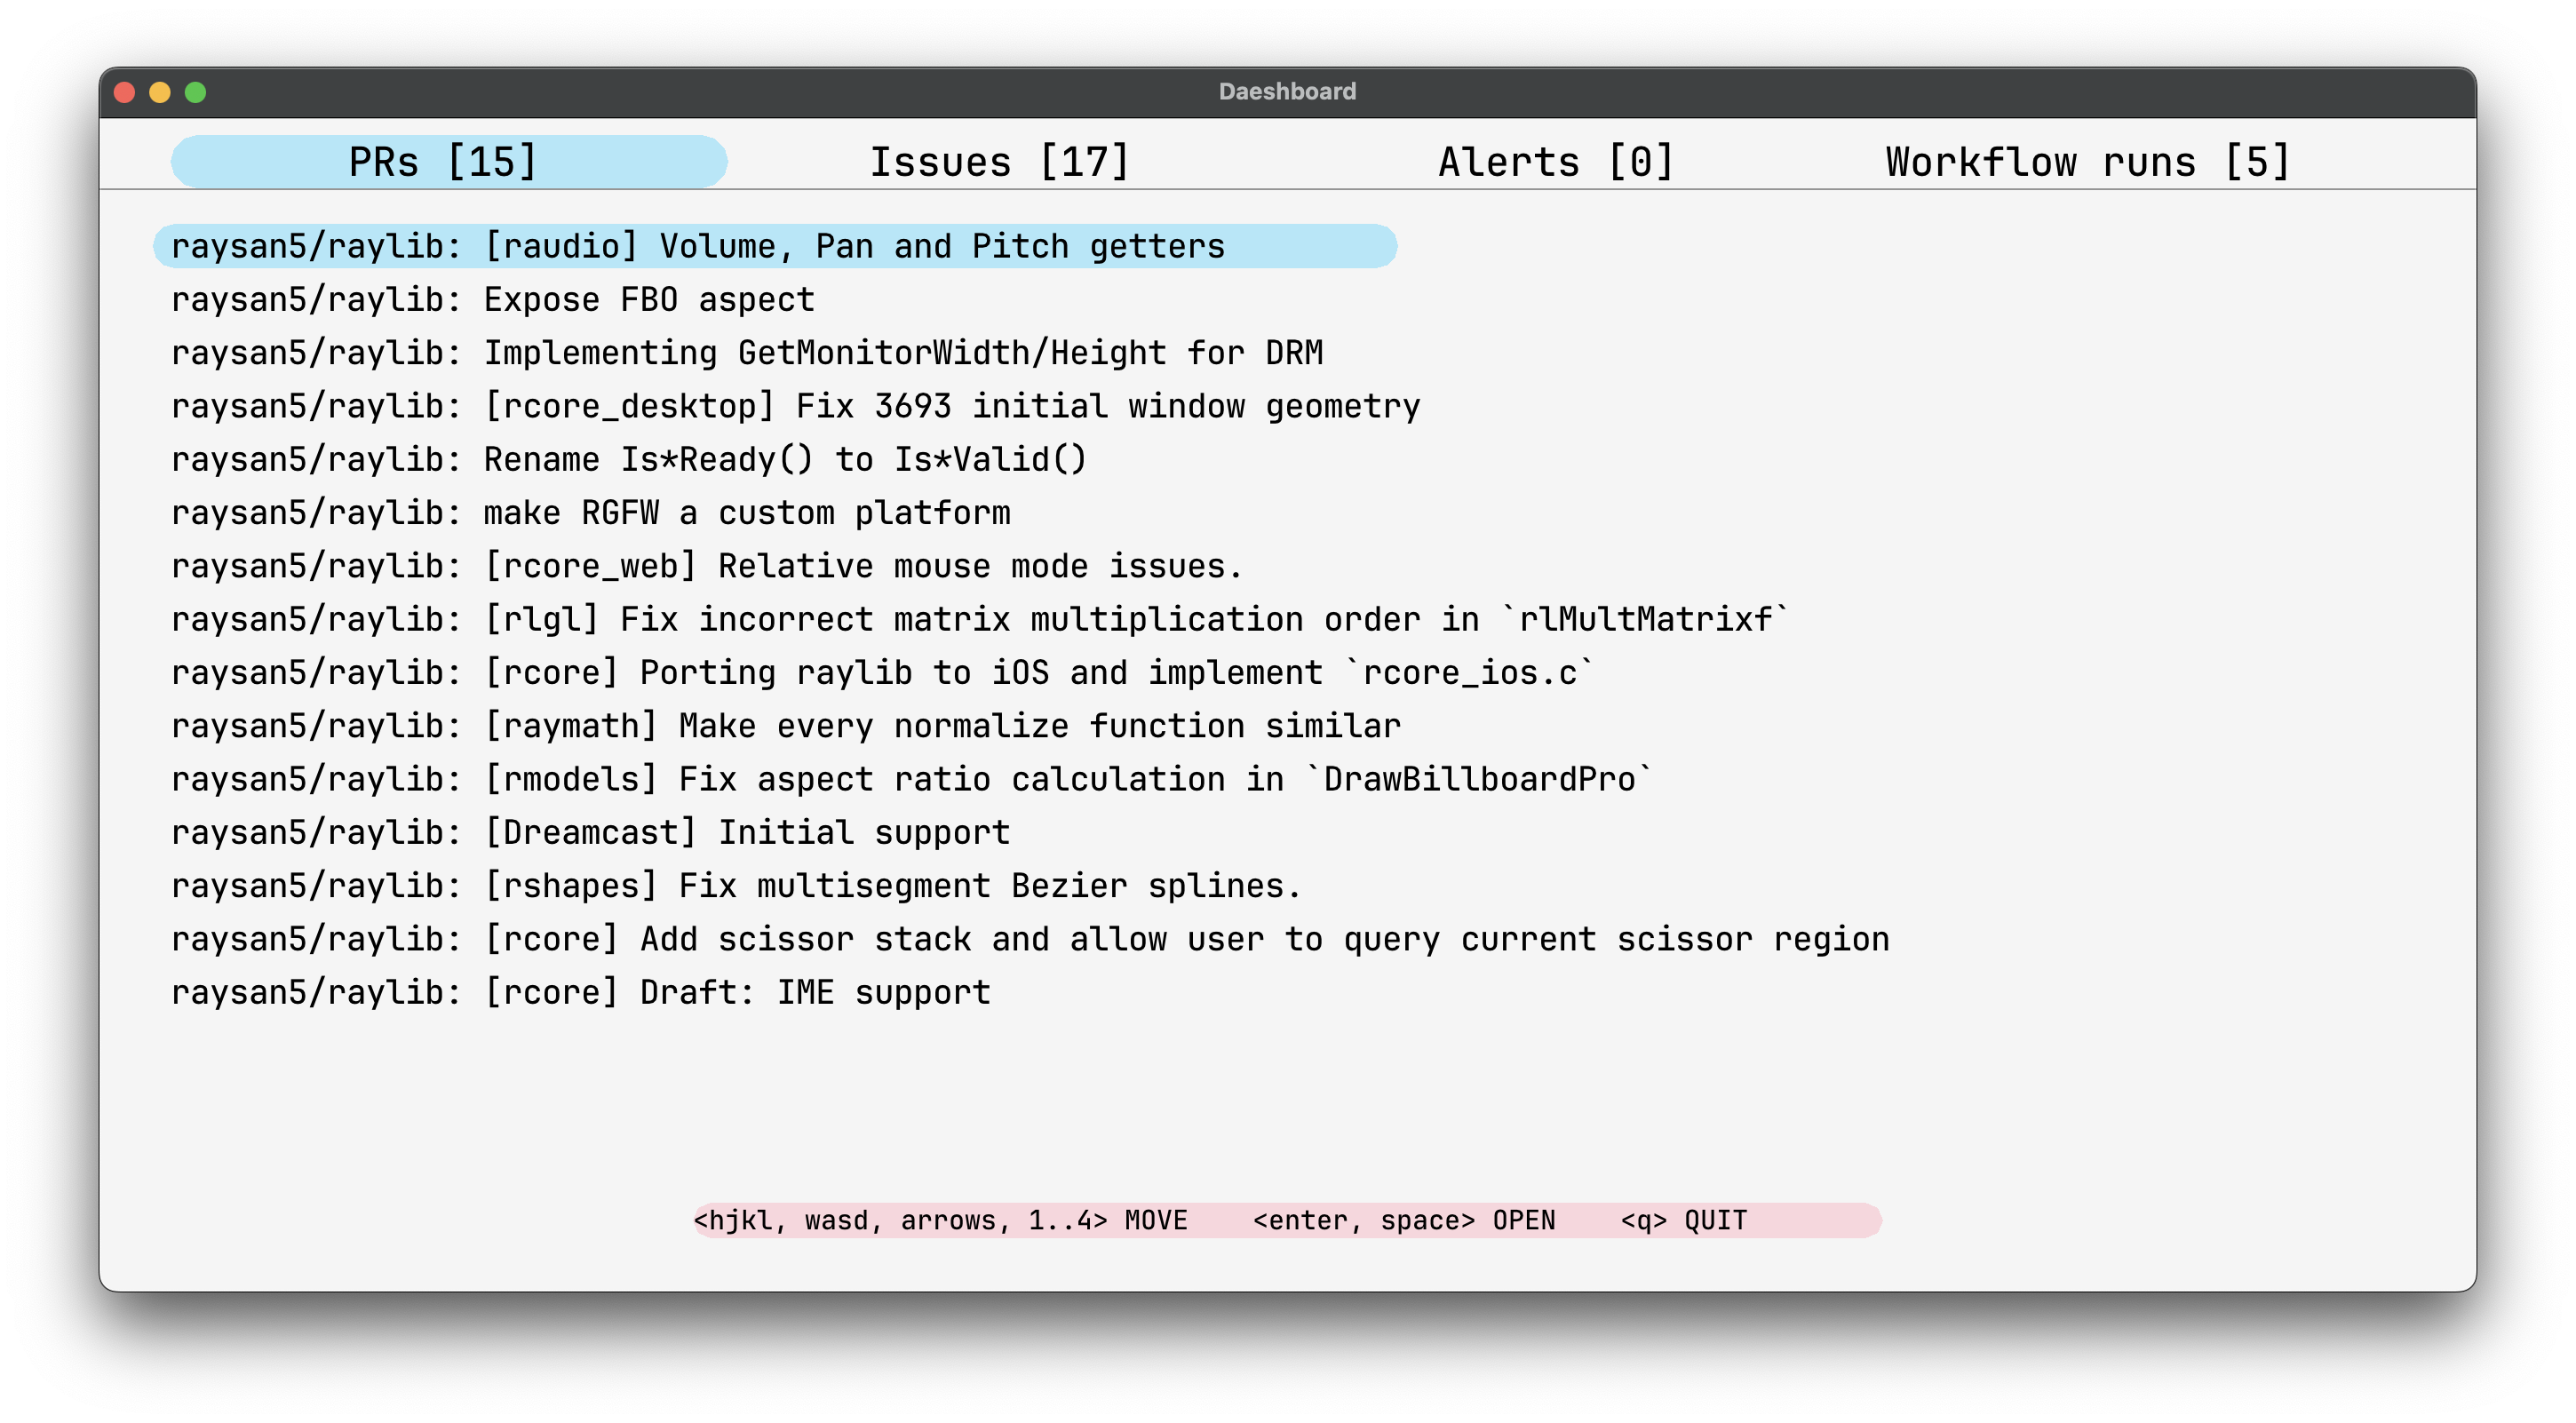 Daeshboard
PRs [15] Issues [17] Alerts [0] Workflow runs [5]
raysan5/raylib: [raudio] Volume, Pan and Pitch getters
raysan5/raylib: Expose FBO aspect
raysan5/raylib: Implementing GetMonitorWidth/Height for DRM
raysan5/raylib: [rcore_desktop] Fix 3693 initial window geometry
raysan5/raylib: Rename Is*Ready() to Is*Valid()
raysan5/raylib: make RGFW a custom platform
raysan5/raylib: [rcore_web] Relative mouse mode issues.
raysan5/raylib: [rlgl] Fix incorrect matrix multiplication order in `rlMultMatrixf`
raysan5/raylib: [rcore] Porting raylib to iOS and implement `rcore_ios.c`
raysan5/raylib: [raymath] Make every normalize function similar
raysan5/raylib: [rmodels] Fix aspect ratio calculation in `DrawBillboardPro`
raysan5/raylib: [Dreamcast] Initial support
raysan5/raylib: [rshapes] Fix multisegment Bezier splines.
raysan5/raylib: [rcore] Add scissor stack and allow user to query current scissor region
raysan5/raylib: [rcore] Draft: IME support
<hjkl, wasd, arrows, 1..4> MOVE <enter, space> OPEN <q> QUIT